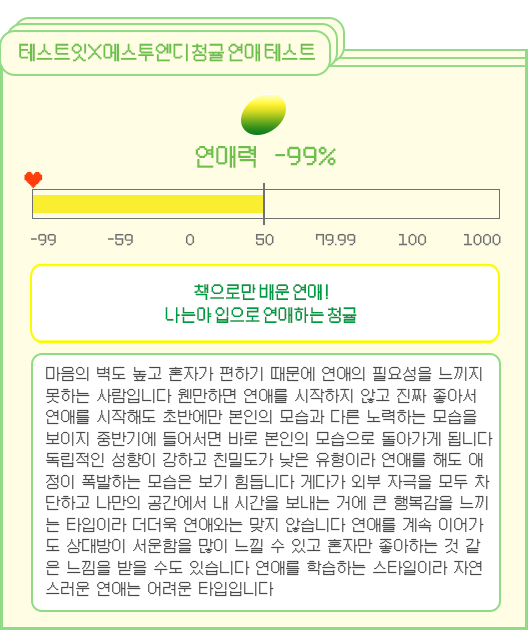 테스트잇X메스투엔디 청귤 연애 테스트
연애력 -99%
-99 -59 0 50 79.99 100 1000
책으로만 배운 연애!
나는야 입으로 연애하는 청귤
마음의 벽도 높고 혼자가 편하기 때문에 연애의 필요성을 느끼지
못하는 사람입니다 웬만하면 연애를 시작하지 않고 진짜 좋아서
연애를 시작해도 초반에만 본인의 모습과 다른 노력하는 모습을
보이지 중반기에 들어서면 바로 본인의 모습으로 돌아가게 됩니다
독립적인 성향이 강하고 친밀도가 낮은 유형이라 연애를 해도 애
정이 폭발하는 모습은 보기 힘듭니다 게다가 외부 자극을 모두 차
단하고 나만의 공간에서 내 시간을 보내는 거에 큰 행복감을 느끼
는 타입이라 더더욱 연애와는 맞지 않습니다 연애를 계속 이어가
도 상대방이 서운함을 많이 느낄 수 있고 혼자만 좋아하는 것 같
은 느낌을 받을 수도 있습니다 연애를 학습하는 스타일이라 자연
스러운 연애는 어려운 타입입니다